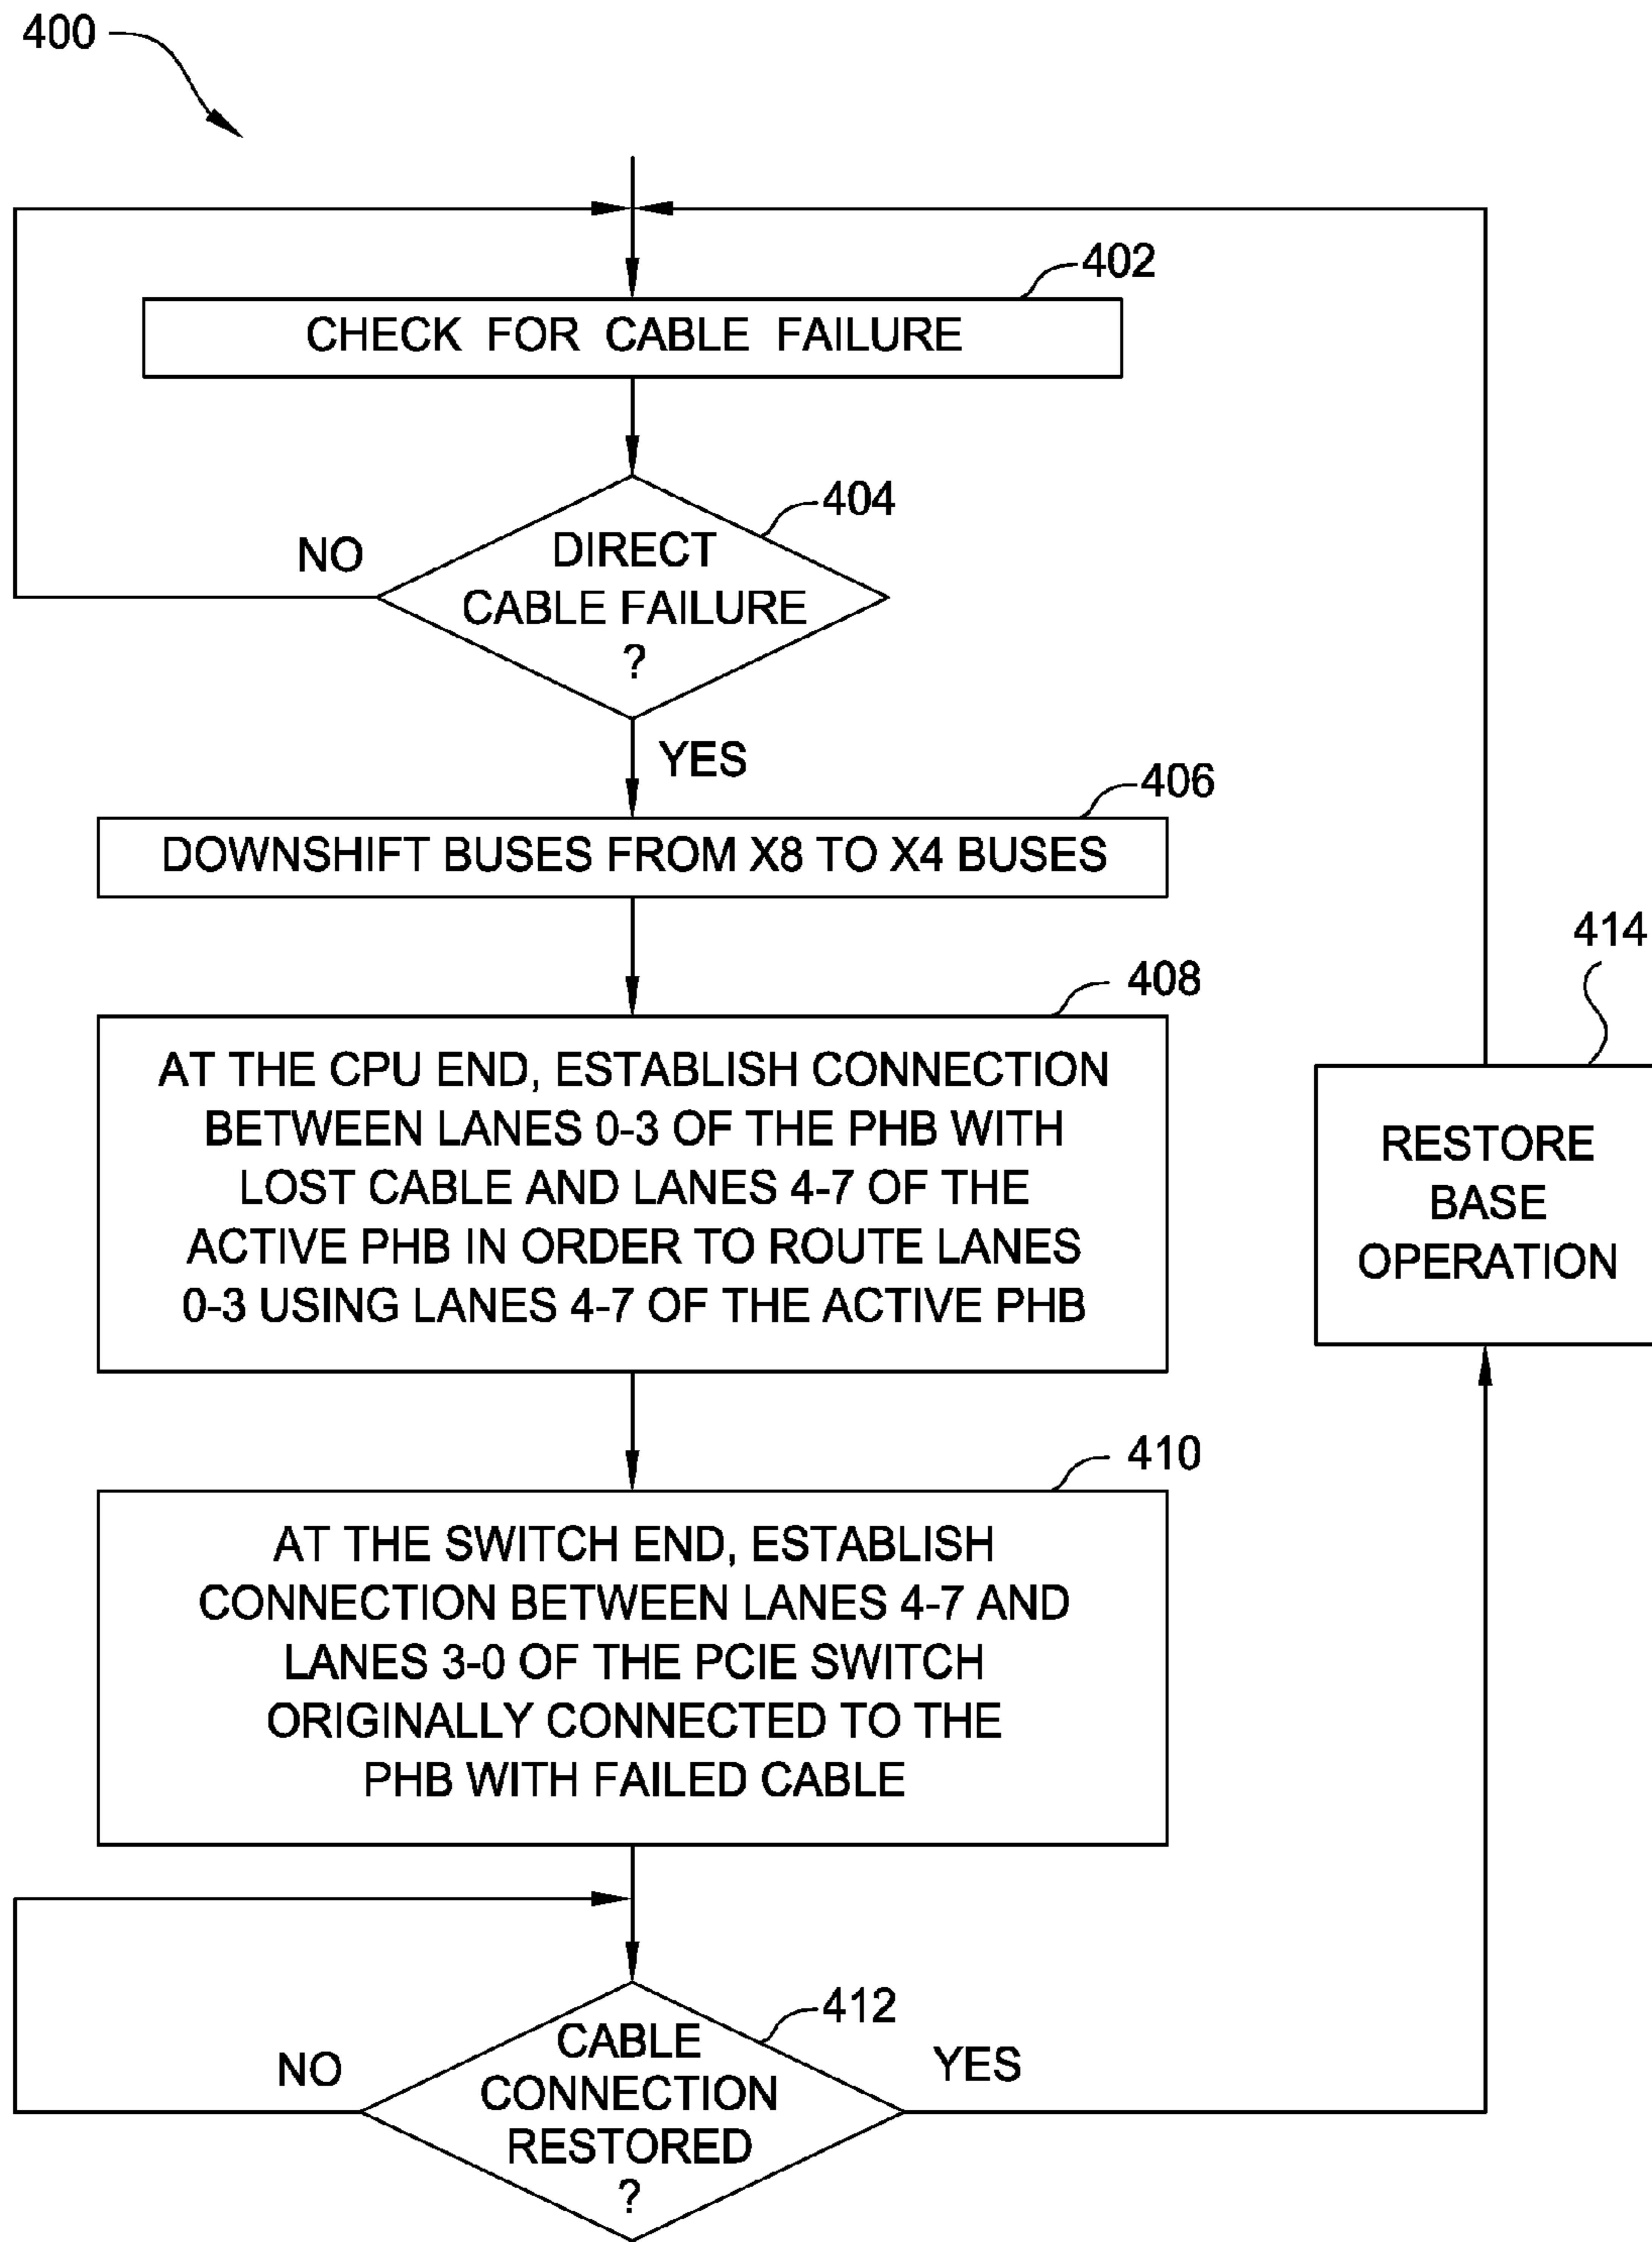 400
402
CHECK FOR CABLE FAILURE
404
DIRECT
CABLE FAILURE
?
NO
YES
406
DOWNSHIFT BUSES FROM X8 TO X4 BUSES
408
AT THE CPU END, ESTABLISH CONNECTION
BETWEEN LANES 0-3 OF THE PHB WITH
LOST CABLE AND LANES 4-7 OF THE
ACTIVE PHB IN ORDER TO ROUTE LANES
0-3 USING LANES 4-7 OF THE ACTIVE PHB
414
RESTORE
BASE
OPERATION
410
AT THE SWITCH END, ESTABLISH
CONNECTION BETWEEN LANES 4-7 AND
LANES 3-0 OF THE PCIE SWITCH
ORIGINALLY CONNECTED TO THE
PHB WITH FAILED CABLE
412
CABLE
CONNECTION
RESTORED
?
NO
YES